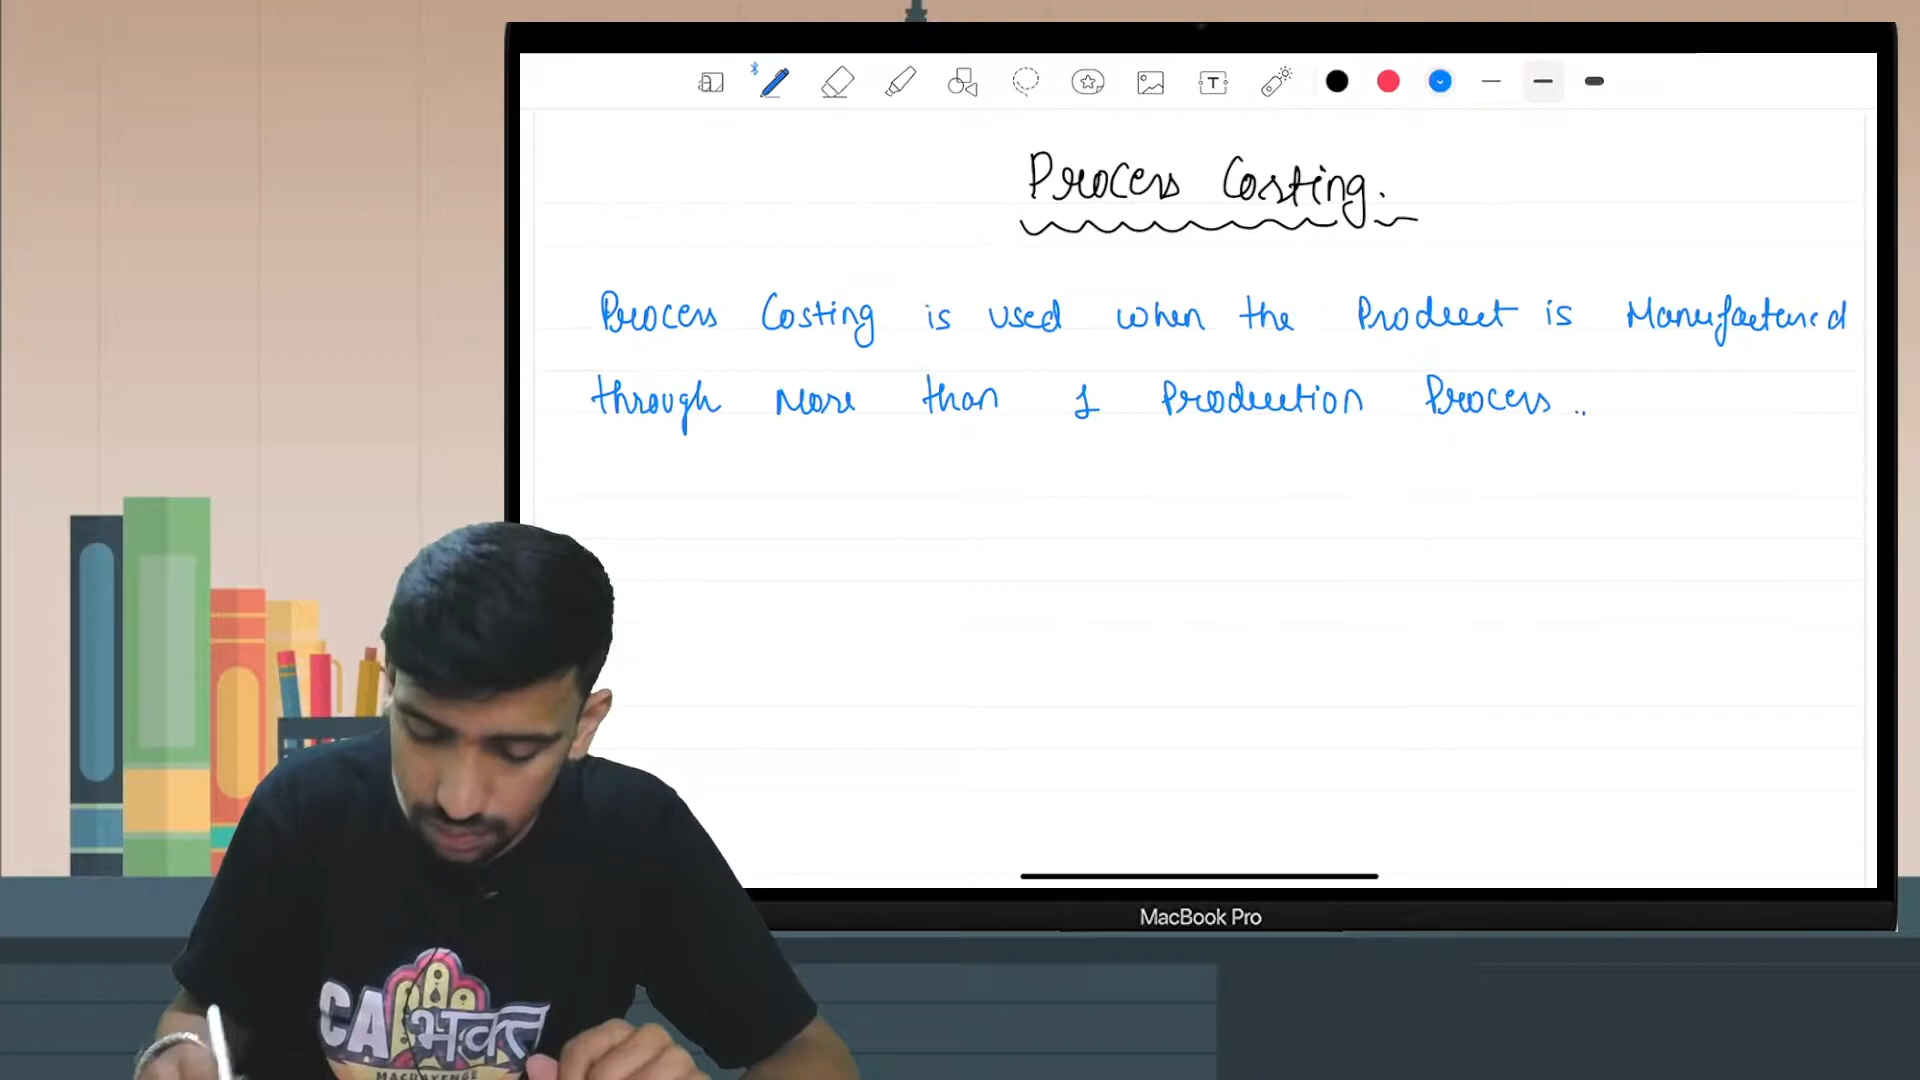 Process Costing.
Process Costing is used when the Product is Manufactured
through More than 1 Production Process ..
MacBook Pro
CA भक्त